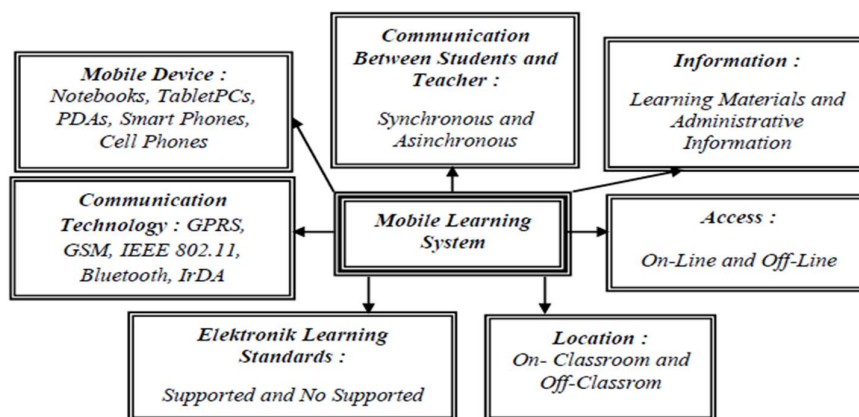 Mobile Device :
Notebooks, TabletPCs,
PDAs, Smart Phones,
Cell Phones
Communication
Between Students and
Teacher :
Synchronous and
Asinchronous
Information :
Learning Materials and
Administrative
Information
Communication
Technology : GPRS,
GSM, IEEE 802.11,
Bluetooth, IrDA
Mobile Learning
System
Access :
On-Line and Off-Line
Elektronik Learning
Standards :
Supported and No Supported
Location :
On- Classroom and
Off-Classrom